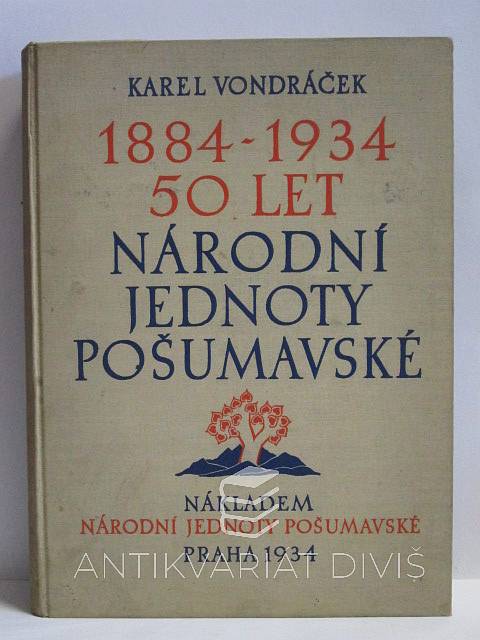 KAREL VONDRÁČEK
1884-1934
50 LET
NÁRODNÍ
JEDNOTY
POŠUMAVSKÉ
NÁKLADEM
NÁRODNÍ JEDNOTY POŠUMAVSKÉ
PRAHA 1934
ANTIKVARIÁT DIVIŠ